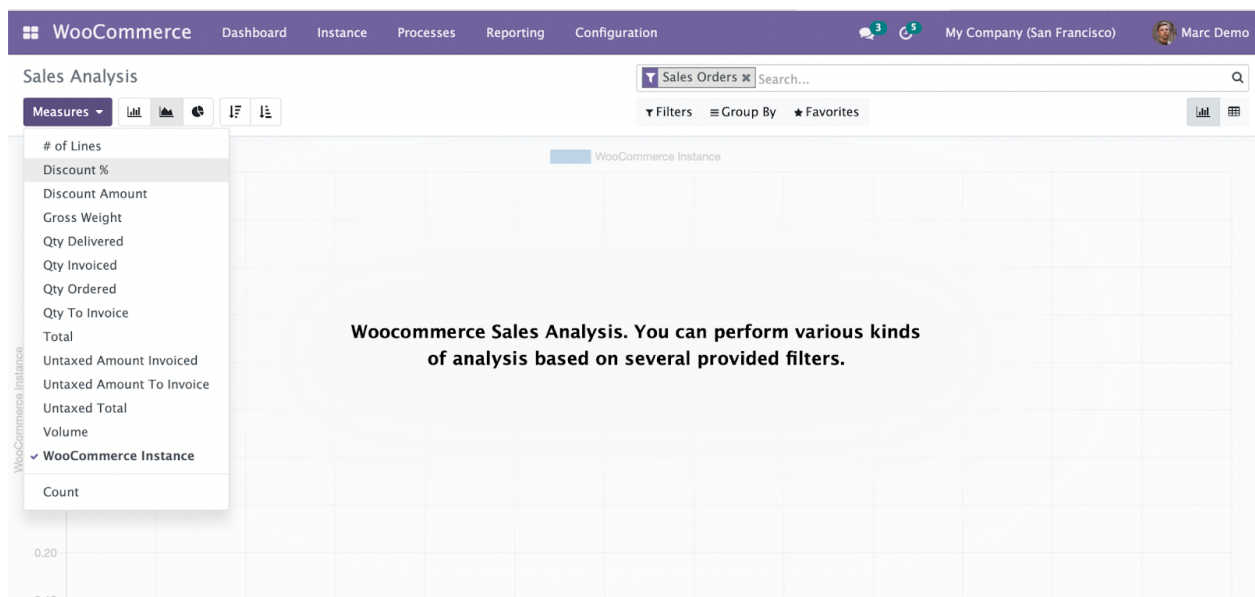 WooCommerce Dashboard Instance Processes Reporting Configuration 3 5 My Company (San Francisco) Marc Demo
Sales Analysis
Sales Orders Search...
Measures
Filters Group By Favorites
# of Lines
Discount %
Discount Amount
Gross Weight
Qty Delivered
Qty Invoiced
Qty Ordered
Qty To Invoice
Total
Untaxed Amount Invoiced
Untaxed Amount To Invoice
Untaxed Total
Volume
WooCommerce Instance
Count
WooCommerce Instance
Woocommerce Sales Analysis. You can perform various kinds
of analysis based on several provided filters.
WooCommerce Instance
0.20